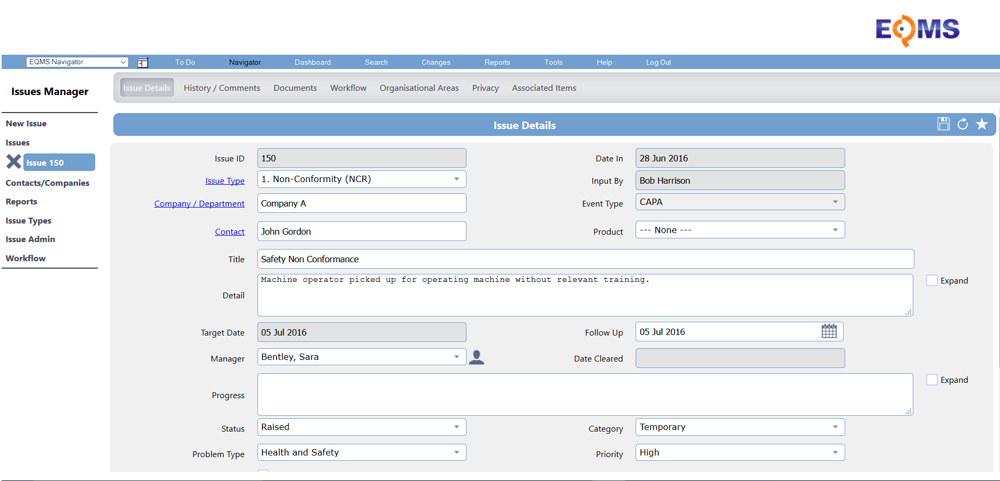 EQMS
EQMS Navigator To Do Navigator Dashboard Search Changes Reports Tools Help Log Out
Issues Manager
Issue Details History / Comments Documents Workflow Organisational Areas Privacy Associated Items
New Issue
Issues
Issue 150
Contacts/Companies
Reports
Issue Types
Issue Admin
Workflow
Issue Details
Issue ID 150 Date In 28 Jun 2016
Issue Type 1. Non-Conformity (NCR) Input By Bob Harrison
Company / Department Company A Event Type CAPA
Contact John Gordon Product --- None ---
Title Safety Non Conformance
Detail Machine operator picked up for operating machine without relevant training. Expand
Target Date 05 Jul 2016 Follow Up 05 Jul 2016
Manager Bentley, Sara Date Cleared
Progress Expand
Status Raised Category Temporary
Problem Type Health and Safety Priority High